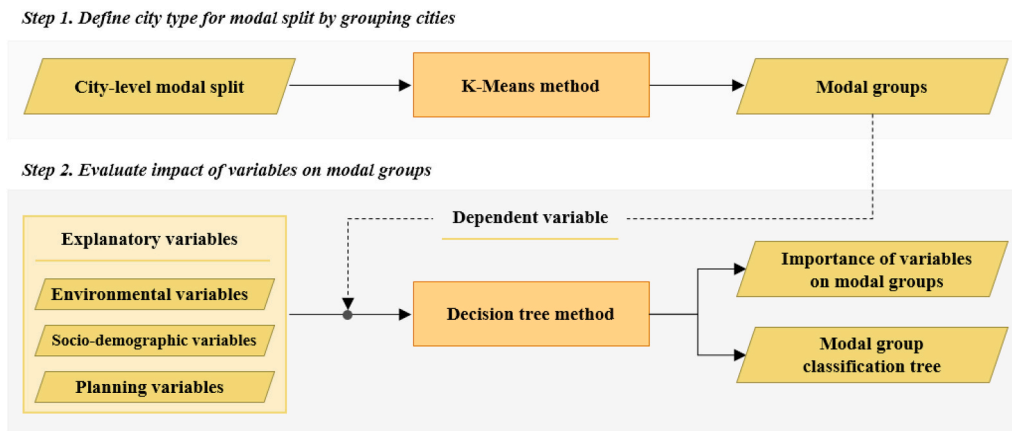 Step 1. Define city type for modal split by grouping cities
City-level modal split
K-Means method
Modal groups
Step 2. Evaluate impact of variables on modal groups
Dependent variable
Explanatory variables
Environmental variables
Socio-demographic variables
Planning variables
Decision tree method
Importance of variables
on modal groups
Modal group
classification tree